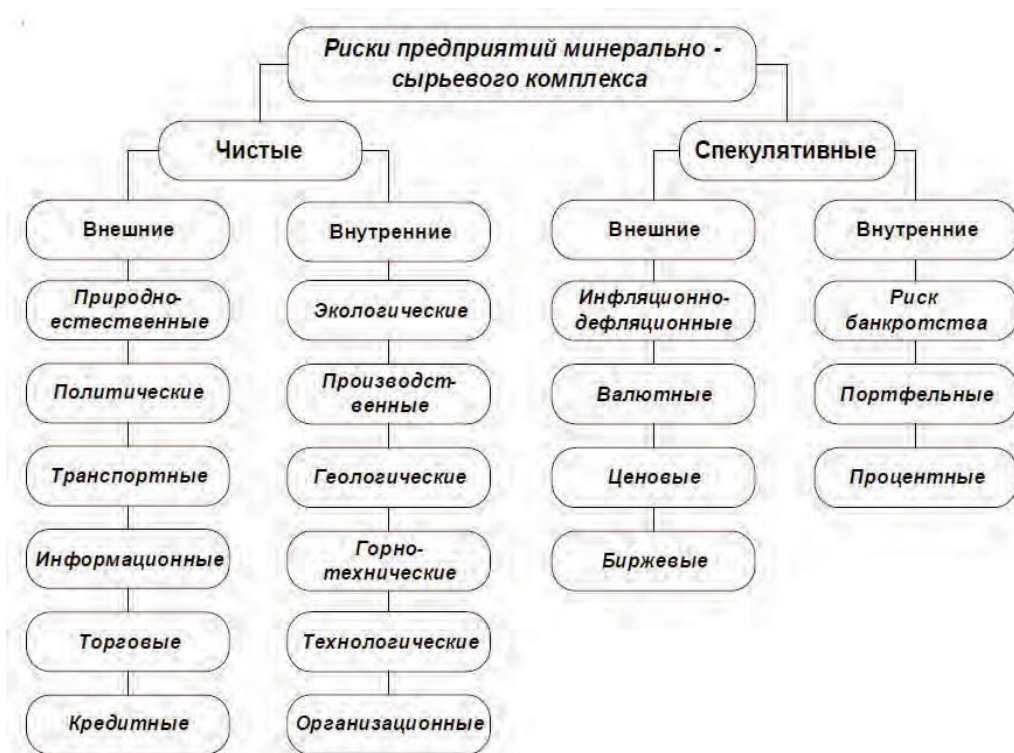 Риски предприятий минерально -
сырьевого комплекса
Чистые
Спекулятивные
Внешние
Внутренние
Внешние
Внутренние
Природно-
естественные
Экологические
Инфляционно-
дефляционные
Риск
банкротства
Политические
Производст-
венные
Валютные
Портфельные
Транспортные
Геологические
Ценовые
Процентные
Информационные
Горно-
технические
Биржевые
Торговые
Технологические
Кредитные
Организационные